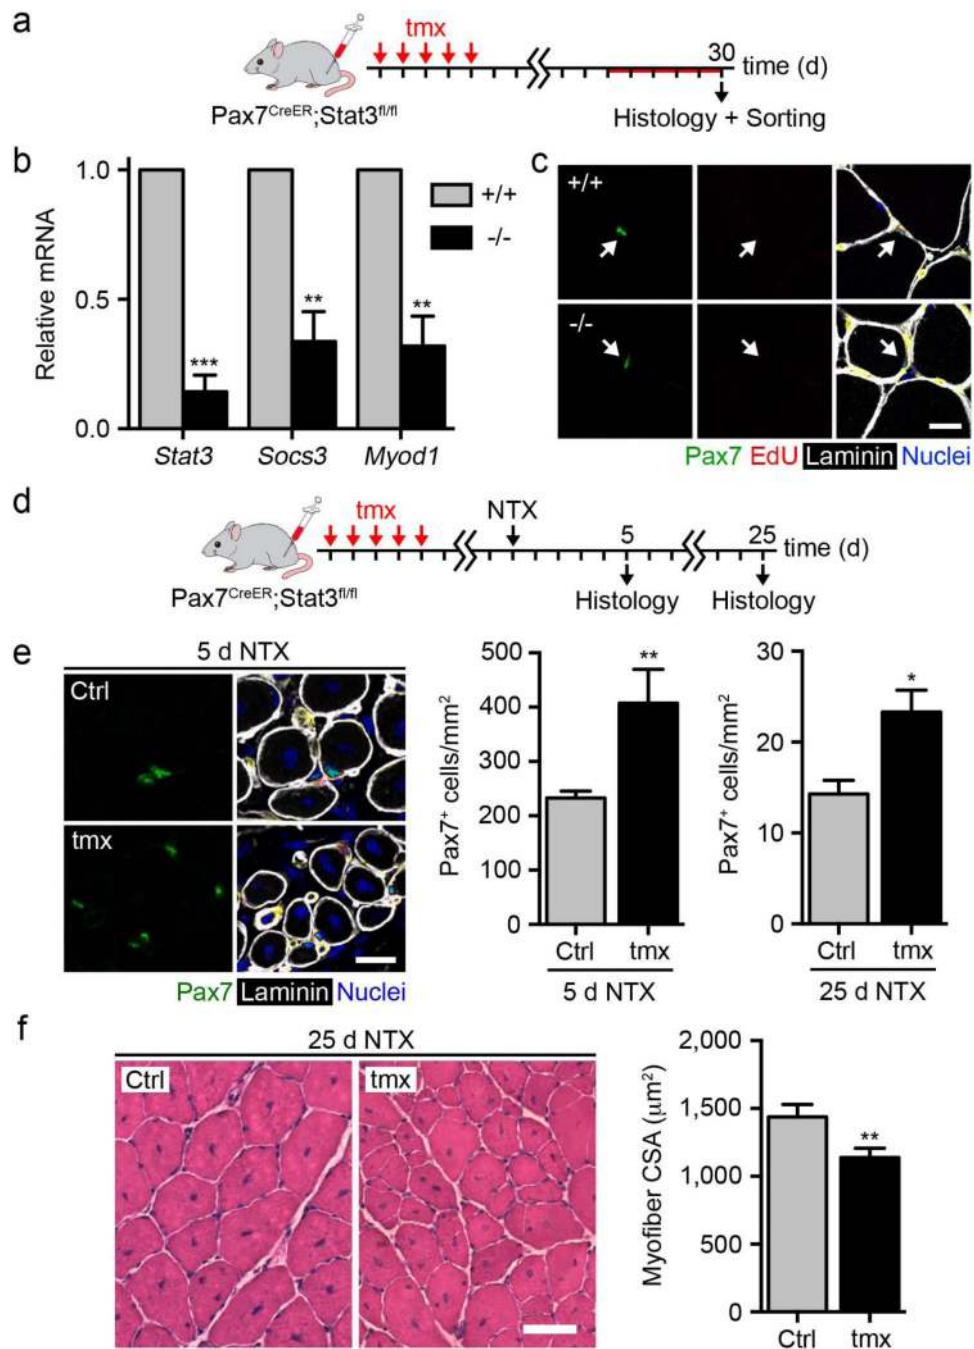 a
tmx
30
time (d)
Pax7CreER;Stat3fl/fl
Histology + Sorting
b
Relative mRNA
1.0
0.5
0.0
+/+
-/-
***
**
**
Stat3 Socs3 Myod1
c
+/+
-/-
Pax7 EdU Laminin Nuclei
d
tmx
NTX
5
25
time (d)
Pax7CreER;Stat3fl/fl
Histology
Histology
e
5 d NTX
Ctrl
tmx
Pax7 Laminin Nuclei
Pax7+ cells/mm2
500
400
300
200
100
0
**
Ctrl tmx
5 d NTX
Pax7+ cells/mm2
30
20
10
0
*
Ctrl tmx
25 d NTX
f
25 d NTX
Ctrl
tmx
Myofiber CSA (μm2)
2,000
1,500
1,000
500
0
**
Ctrl tmx